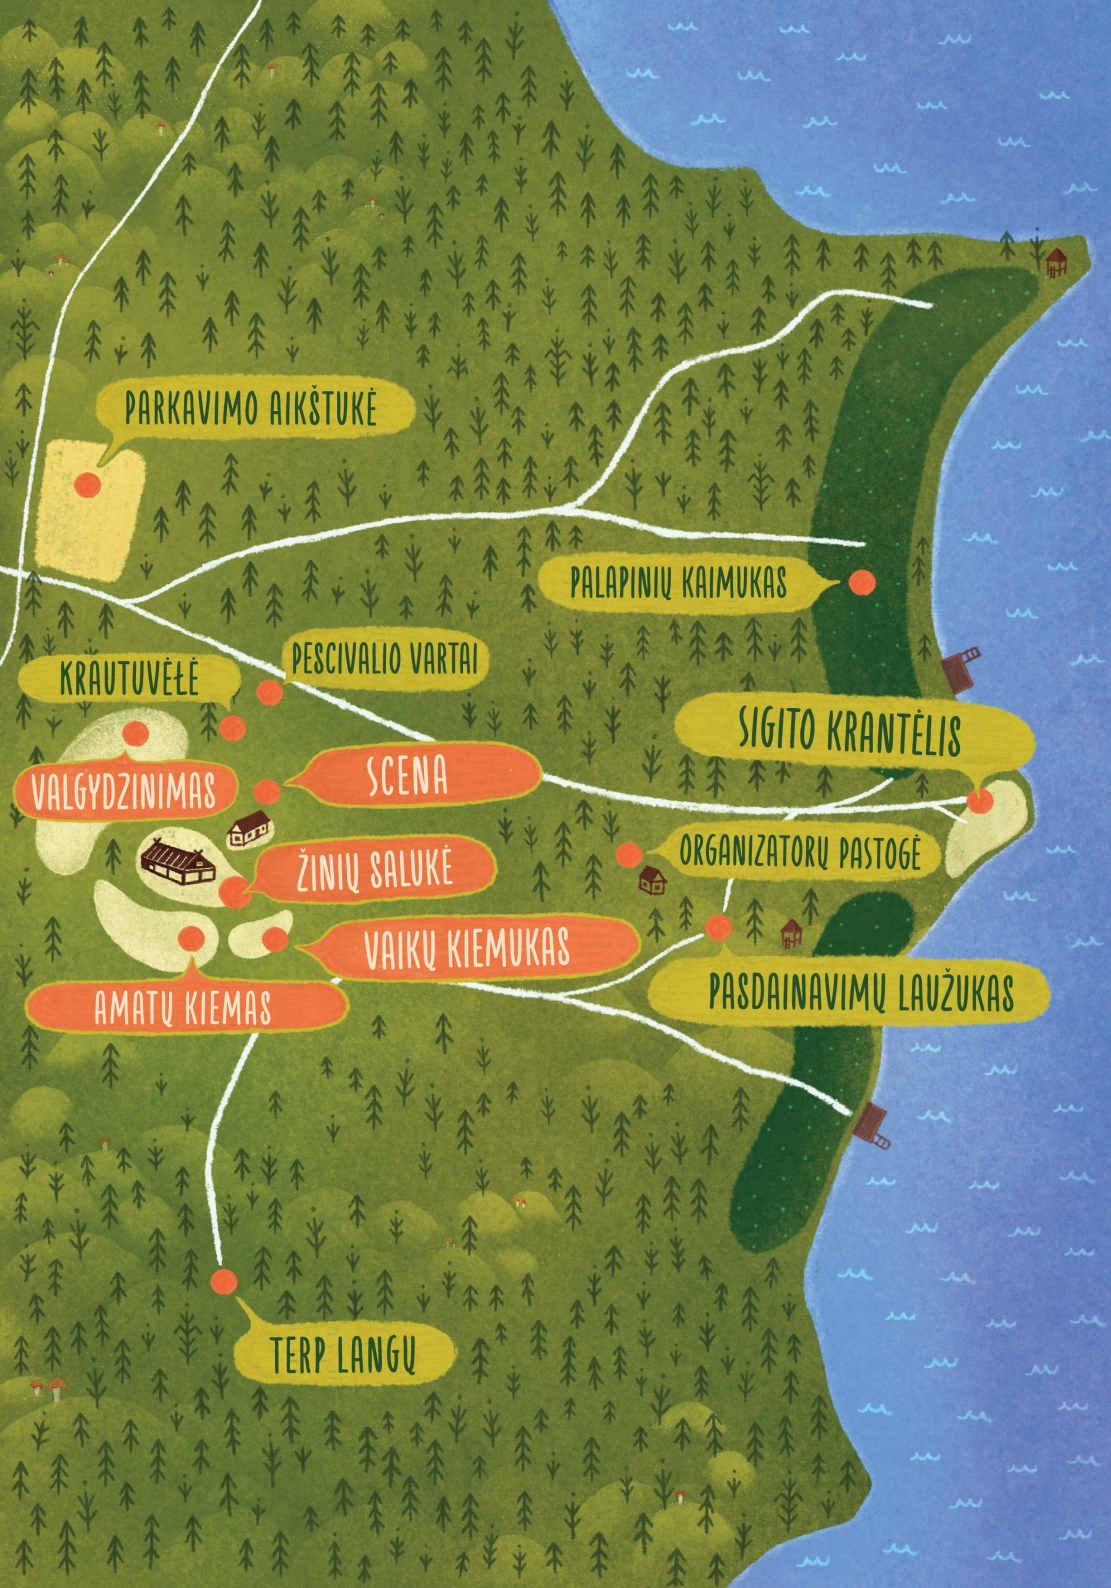 PARKAVIMO AIKŠTUKĖ
PALAPINIŲ KAIMUKAS
PESCIVALIO VARTAI
KRAUTUVĖLĖ
SIGITO KRANTĖLIS
SCENA
VALGYDZINIMAS
ORGANIZATORŲ PASTOGĖ
ŽINIŲ SALUKĖ
VAIKŲ KIEMUKAS
PASDAINAVIMŲ LAUŽUKAS
AMATŲ KIEMAS
TERP LANGŲ